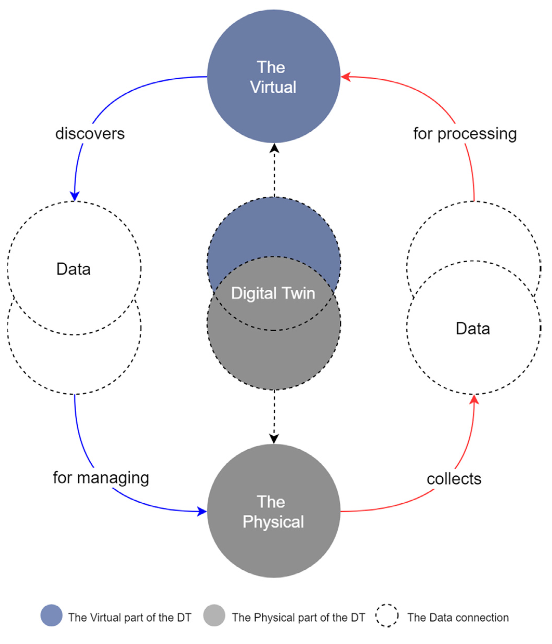 The
Virtual
discovers
for processing
Data
Digital Twin
Data
for managing
collects
The
Physical
The Virtual part of the DT
The Physical part of the DT
The Data connection